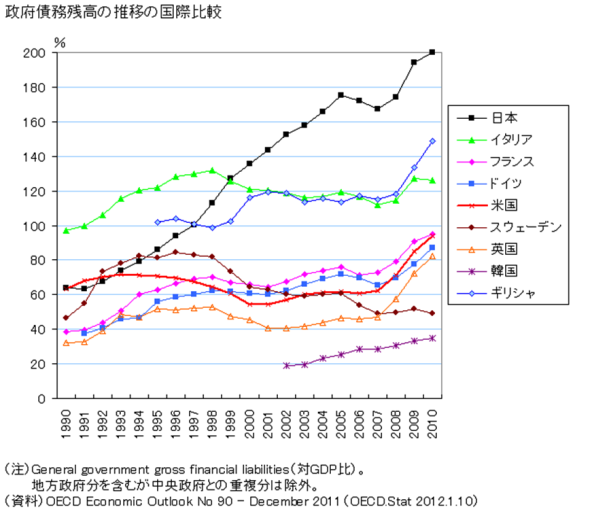 政府債務残高の推移の国際比較
%
200
180
160
140
120
100
80
60
40
20
0
1990
1991
1992
1993
1994
1995
1996
1997
1998
1999
2000
2001
2002
2003
2004
2005
2006
2007
2008
2009
2010
日本
イタリア
フランス
ドイツ
米国
スウェーデン
英国
韓国
ギリシャ
(注)General government gross financial liabilities(対GDP比)。
地方政府分を含むが中央政府との重複分は除外。
(資料)OECD Economic Outlook No 90 - December 2011(OECD.Stat 2012.1.10)